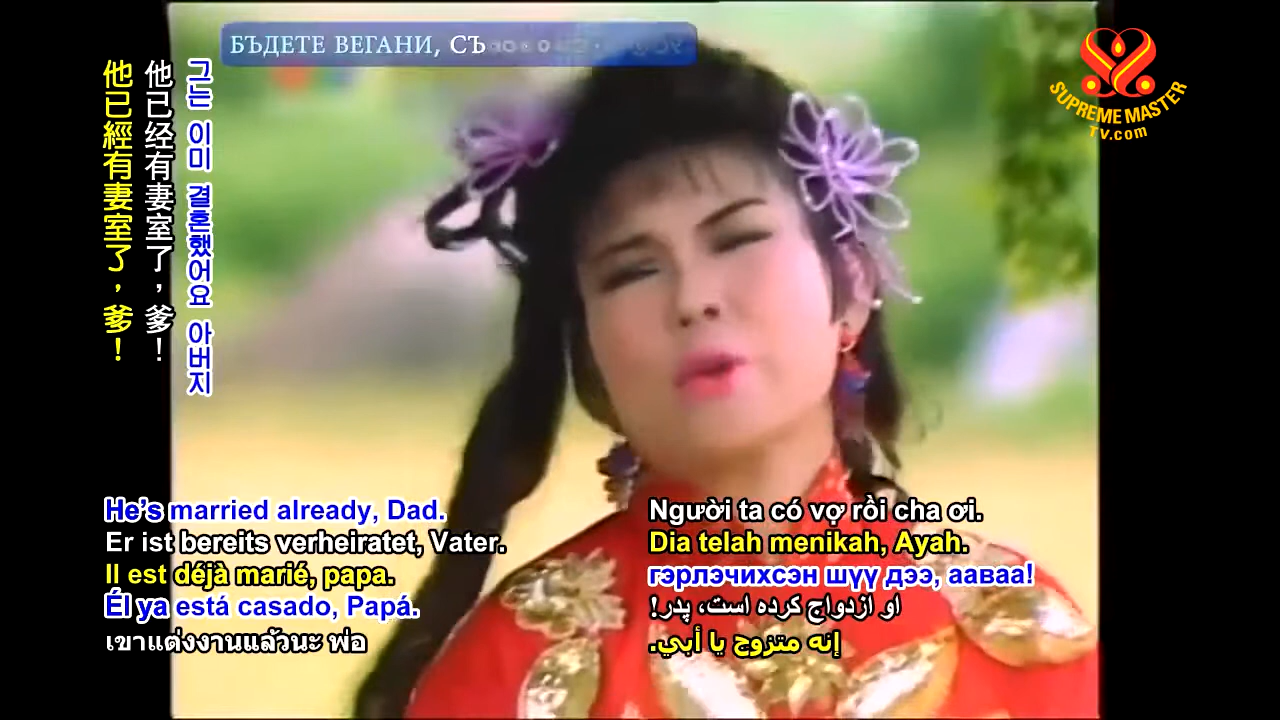 БЪДЕТЕ ВЕГАНИ, СЪ
SUPREME MASTER
TV.com
他已經有妻室了，爹！
他已经有妻室了，爹！
그는 이미 결혼했어요 아버지
He's married already, Dad.
Er ist bereits verheiratet, Vater.
Il est déjà marié, papa.
Él ya está casado, Papá.
เขาแต่งงานแล้วนะ พ่อ
Người ta có vợ rồi cha ơi.
Dia telah menikah, Ayah.
гэрлэчихсэн шүү дээ, ааваа!
او ازدواج کرده است، پدر!
إنه متزوج يا أبي.